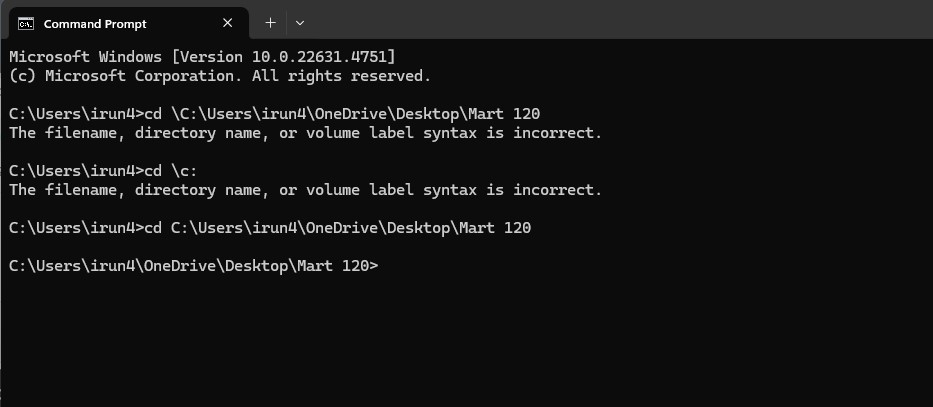 Command Prompt
Microsoft Windows [Version 10.0.22631.4751]
(c) Microsoft Corporation. All rights reserved.
C:\Users\irun4>cd \C:\Users\irun4\OneDrive\Desktop\Mart 120
The filename, directory name, or volume label syntax is incorrect.
C:\Users\irun4>cd \c:
The filename, directory name, or volume label syntax is incorrect.
C:\Users\irun4>cd C:\Users\irun4\OneDrive\Desktop\Mart 120
C:\Users\irun4\OneDrive\Desktop\Mart 120>